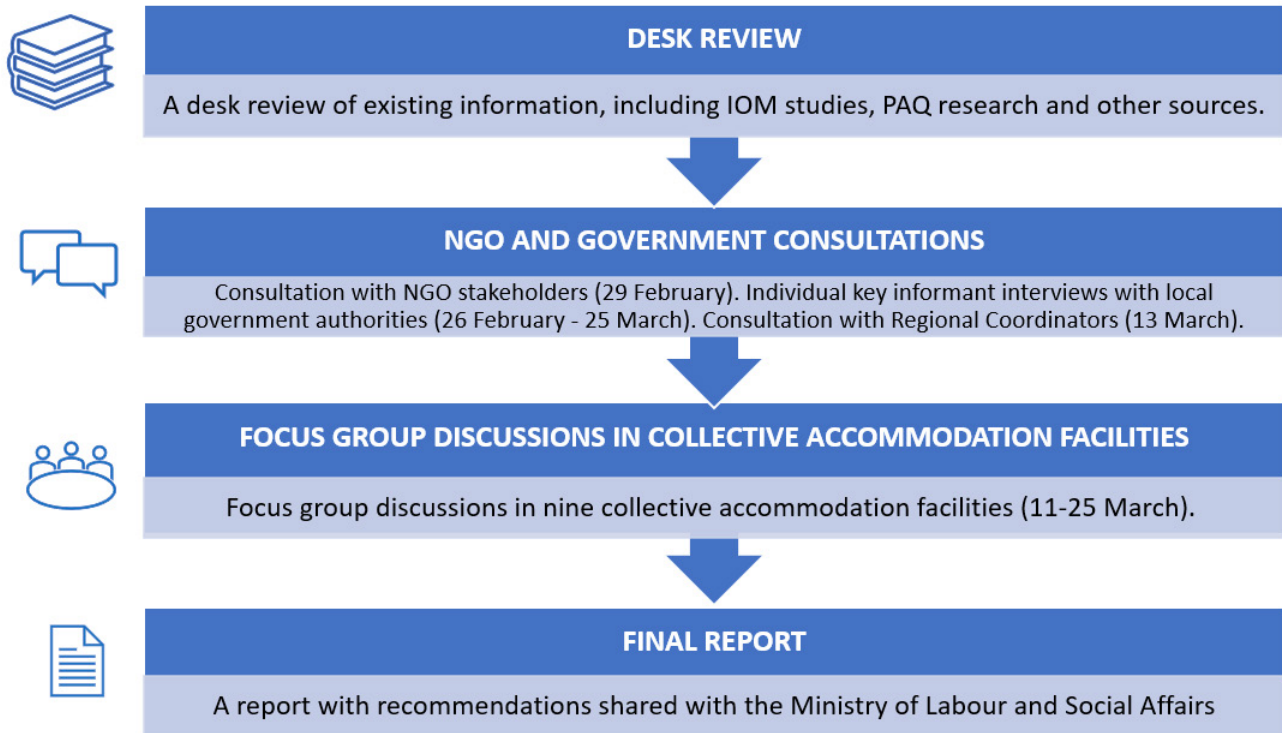 DESK REVIEW
A desk review of existing information, including IOM studies, PAQ research and other sources.
NGO AND GOVERNMENT CONSULTATIONS
Consultation with NGO stakeholders (29 February). Individual key informant interviews with local
government authorities (26 February - 25 March). Consultation with Regional Coordinators (13 March).
FOCUS GROUP DISCUSSIONS IN COLLECTIVE ACCOMMODATION FACILITIES
Focus group discussions in nine collective accommodation facilities (11-25 March).
FINAL REPORT
A report with recommendations shared with the Ministry of Labour and Social Affairs